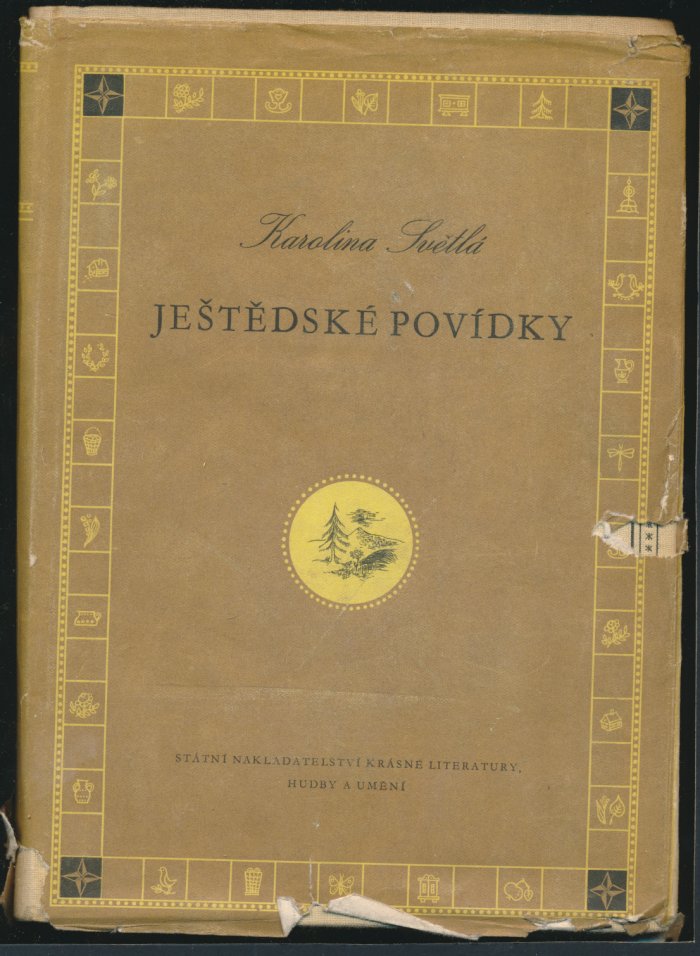 Karolina Světlá
JEŠTĚDSKÉ POVÍDKY
STÁTNÍ NAKLADATELSTVÍ KRÁSNÉ LITERATURY,
HUDBY A UMĚNÍ